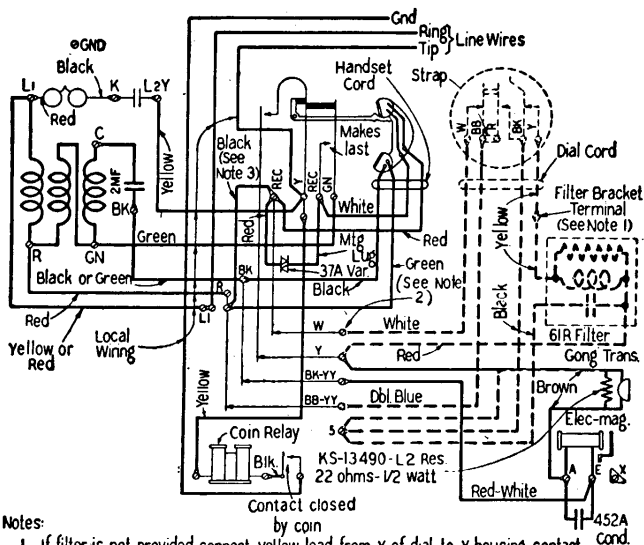 Gnd
Ring
Tip
Line Wires
⊕GND
Black
L1
K
L2Y
Red
Handset
Cord
Strap
C
2MF
BK
Yellow
Black
(See
Note 3)
Makes
last
REC
Y
REC
GN
White
W
BB
R
BK
Y
Dial Cord
Filter Bracket
Terminal
(See Note 1)
Yellow
Green
R
GN
Red
Mtg
Lug
37A Var.
Red
Black or Green
BK
Black
Green
(See Note
2)
R
Red
L1
Yellow or
Red
Local
Wiring
W
White
Black
61R Filter
Y
Red
Gong Trans.
Yellow
BK-YY
Brown
BB-YY
Dbl. Blue
Elec-mag.
Coin Relay
S
Blk.
KS-13490-L2 Res.
22 ohms-1/2 watt
A
E
X
Red-White
Contact closed
by coin
452A
Cond.
Notes:
1. If filter is not provided connect yellow lead from Y of dial to Y housing contact